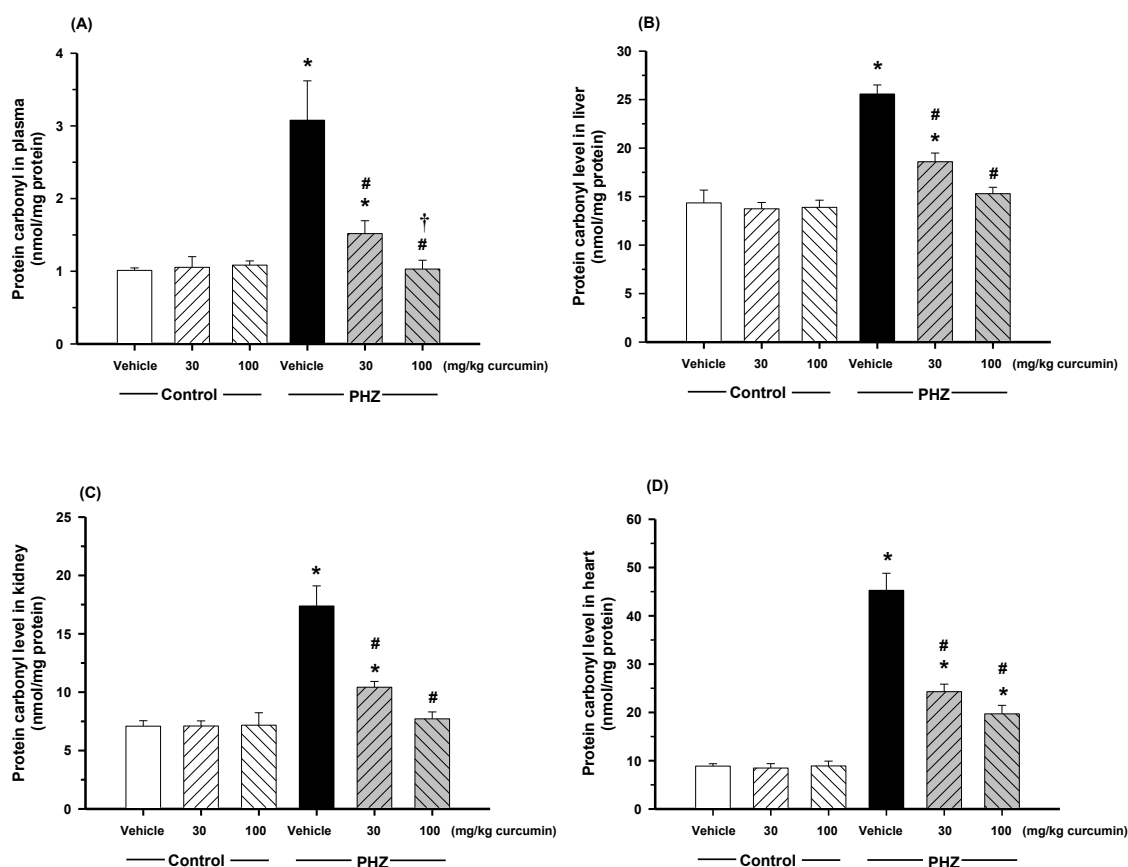 (A)
Protein carbonyl in plasma
(nmol/mg protein)
4
3
2
1
0
*
#
*
†
#
Vehicle 30 100 Vehicle 30 100 (mg/kg curcumin)
Control PHZ
(B)
Protein carbonyl level in liver
(nmol/mg protein)
30
25
20
15
10
5
0
*
#
*
#
Vehicle 30 100 Vehicle 30 100 (mg/kg curcumin)
Control PHZ
(C)
Protein carbonyl level in kidney
(nmol/mg protein)
25
20
15
10
5
0
*
#
*
#
Vehicle 30 100 Vehicle 30 100 (mg/kg curcumin)
Control PHZ
(D)
Protein carbonyl level in heart
(nmol/mg protein)
60
50
40
30
20
10
0
*
#
*
#
*
Vehicle 30 100 Vehicle 30 100 (mg/kg curcumin)
Control PHZ